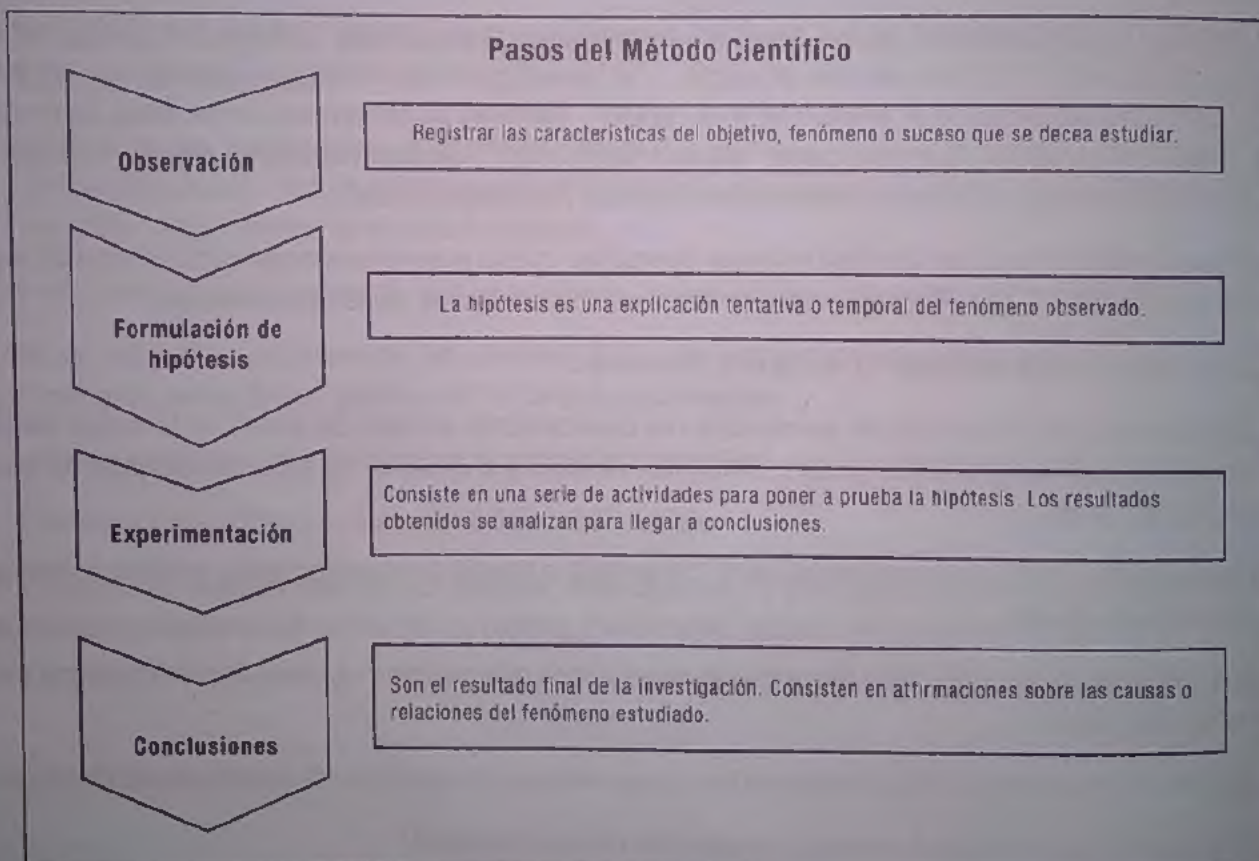 Pasos del Método Científico
Observación
Registrar las características del objetivo, fenómeno o suceso que se decea estudiar.
Formulación de
hipótesis
La hipótesis es una explicación tentativa o temporal del fenómeno observado.
Experimentación
Consiste en una serie de actividades para poner a prueba la hipótesis. Los resultados
obtenidos se analizan para llegar a conclusiones.
Conclusiones
Son el resultado final de la investigación. Consisten en atfirmaciones sobre las causas o
relaciones del fenómeno estudiado.